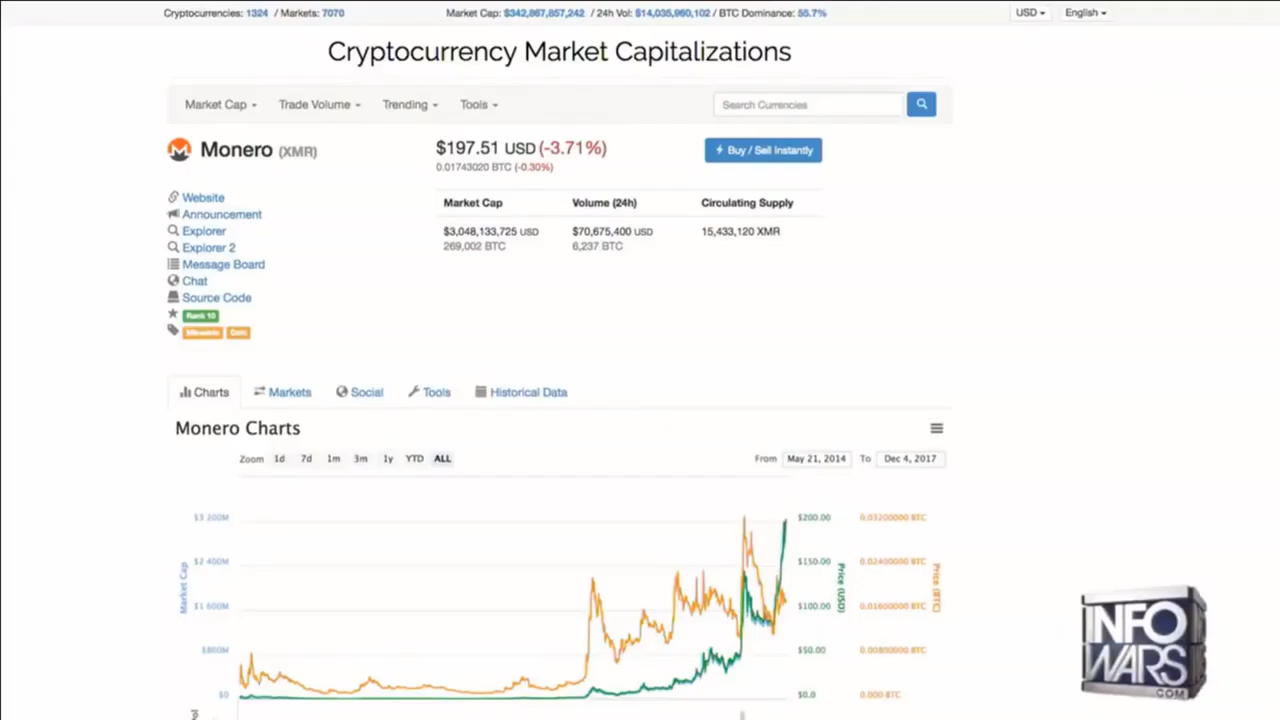 Cryptocurrencies: 1324 / Markets: 7070 Market Cap: $342,867,857,242 / 24h Vol: $14,035,960,102 / BTC Dominance: 55.7% USD English
Cryptocurrency Market Capitalizations
Market Cap Trade Volume Trending Tools Search Currencies
Monero (XMR) $197.51 USD (-3.71%) Buy / Sell Instantly
0.01743020 BTC (-0.30%)
Website
Market Cap Volume (24h) Circulating Supply
Announcement
Explorer $3,048,133,725 USD $70,675,400 USD 15,433,120 XMR
Explorer 2 269,002 BTC 6,237 BTC
Message Board
Chat
Source Code
Rank 10
Mineable Coin
Charts Markets Social Tools Historical Data
Monero Charts
Zoom 1d 7d 1m 3m 1y YTD ALL From May 21, 2014 To Dec 4, 2017
$3 200M $200.00 0.03200000 BTC
$2 400M $150.00 0.02400000 BTC
Market Cap Price (USD) Price (BTC)
$1 600M $100.00 0.01600000 BTC
$800M $50.00 0.00800000 BTC
$0 $0.0 0.000 BTC
INFO
WARS
.COM